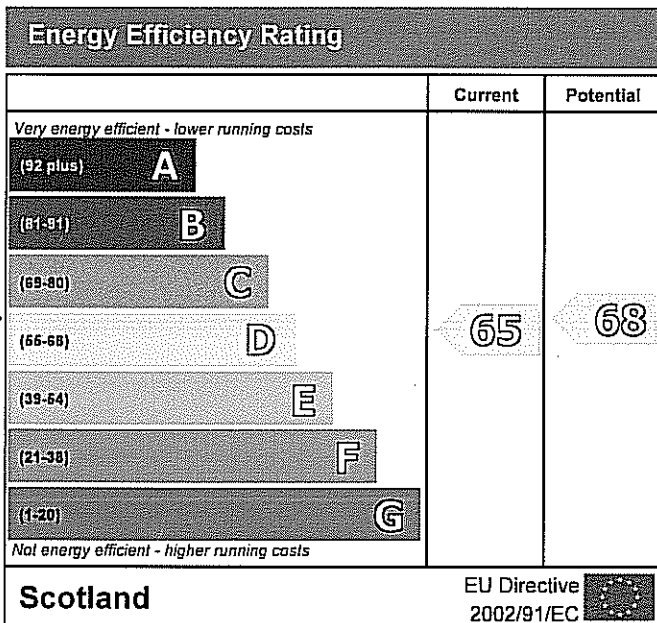 Energy Efficiency Rating
Current Potential
Very energy efficient - lower running costs
(92 plus) A
(81-91) B
(69-80) C
(55-68) D
65 68
(39-54) E
(21-38) F
(1-20) G
Not energy efficient - higher running costs
Scotland
EU Directive
2002/91/EC